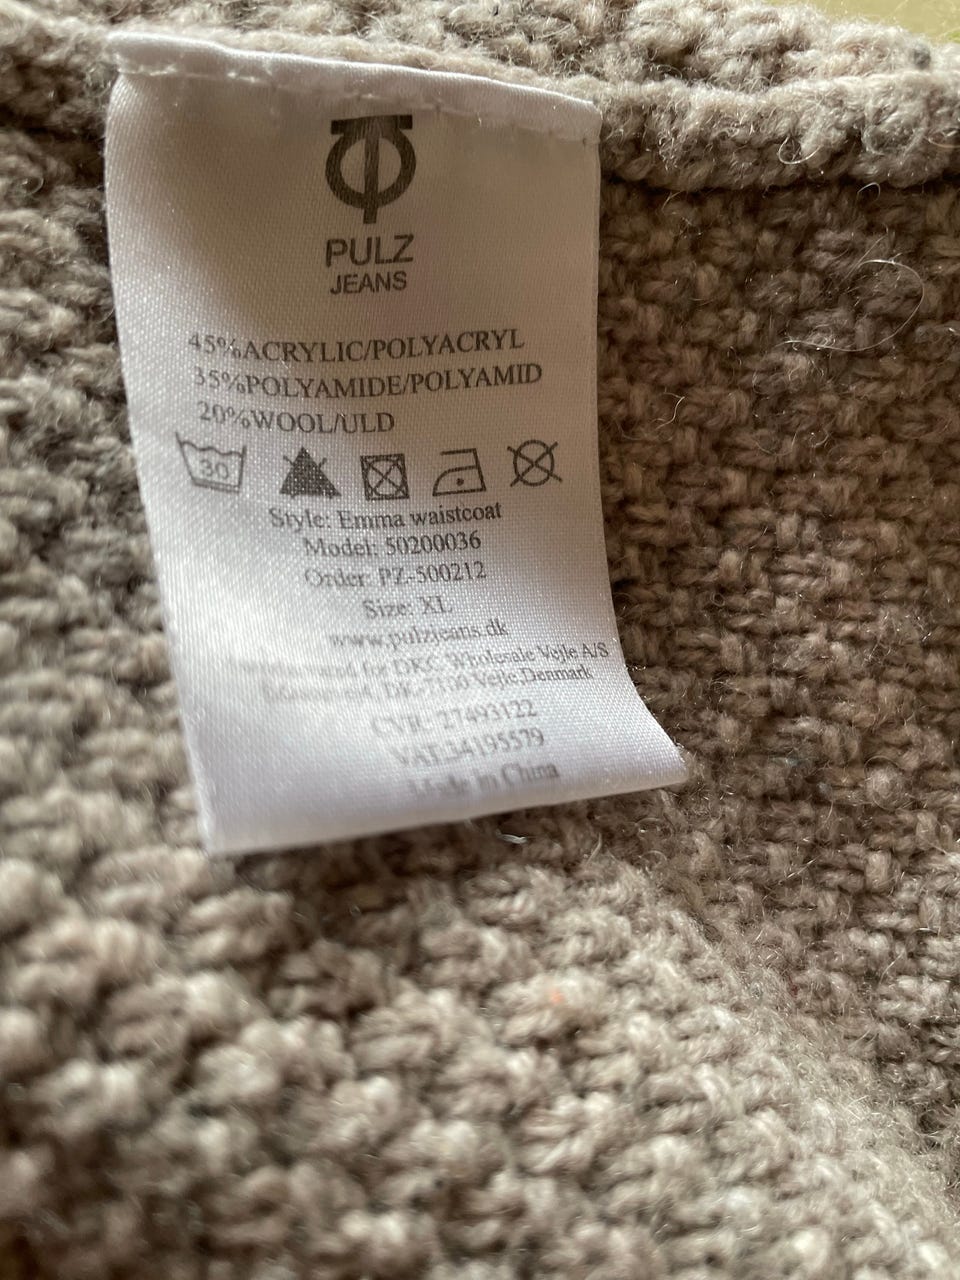 PULZ
JEANS
45%ACRYLIC/POLYACRYL
35%POLYAMIDE/POLYAMID
20%WOOL/ULD
30
Style: Emma waistcoat
Model: 50200036
Order: PZ-500212
Size: XL
www.pulzjeans.dk
for DKC Wholesale Vejle A/S
DK-7100 Vejle,Denmark
CVR: 27493122
VAT:34195579
Made in China